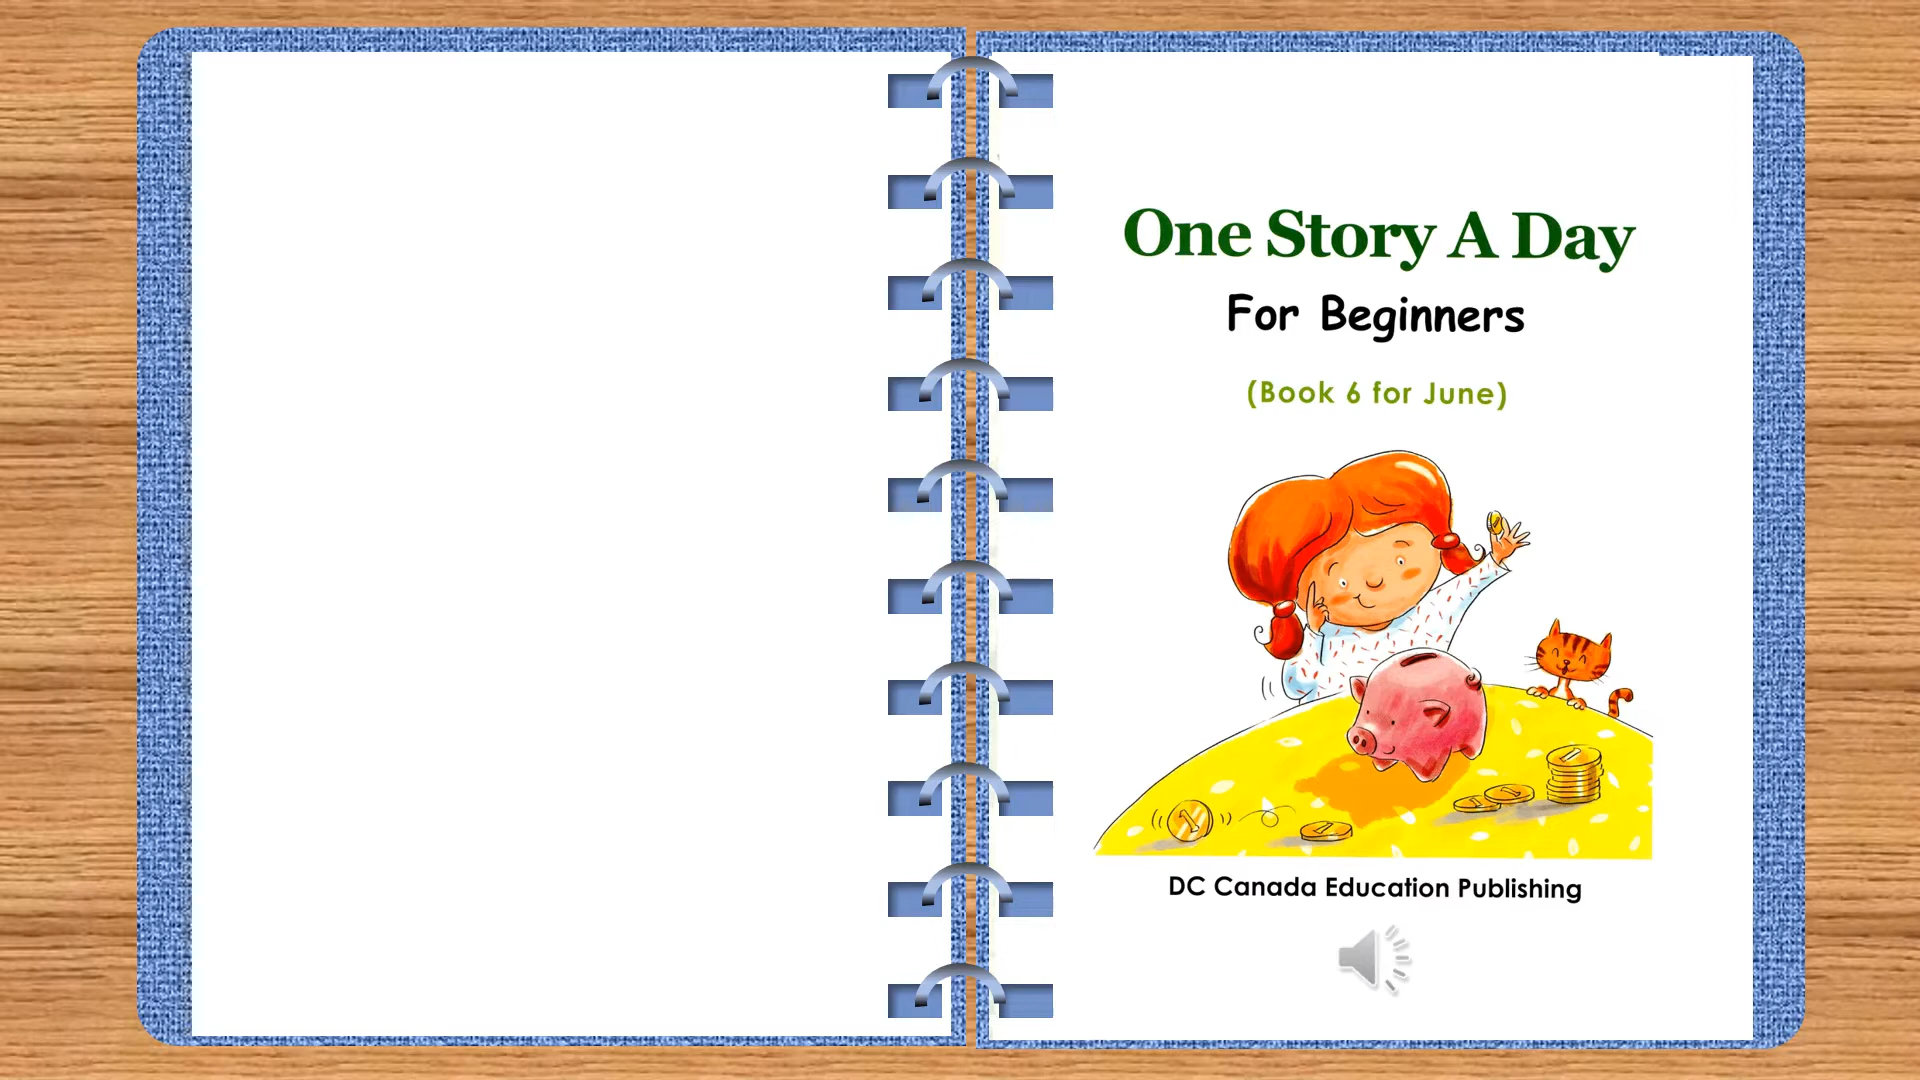 One Story A Day
For Beginners
(Book 6 for June)
DC Canada Education Publishing